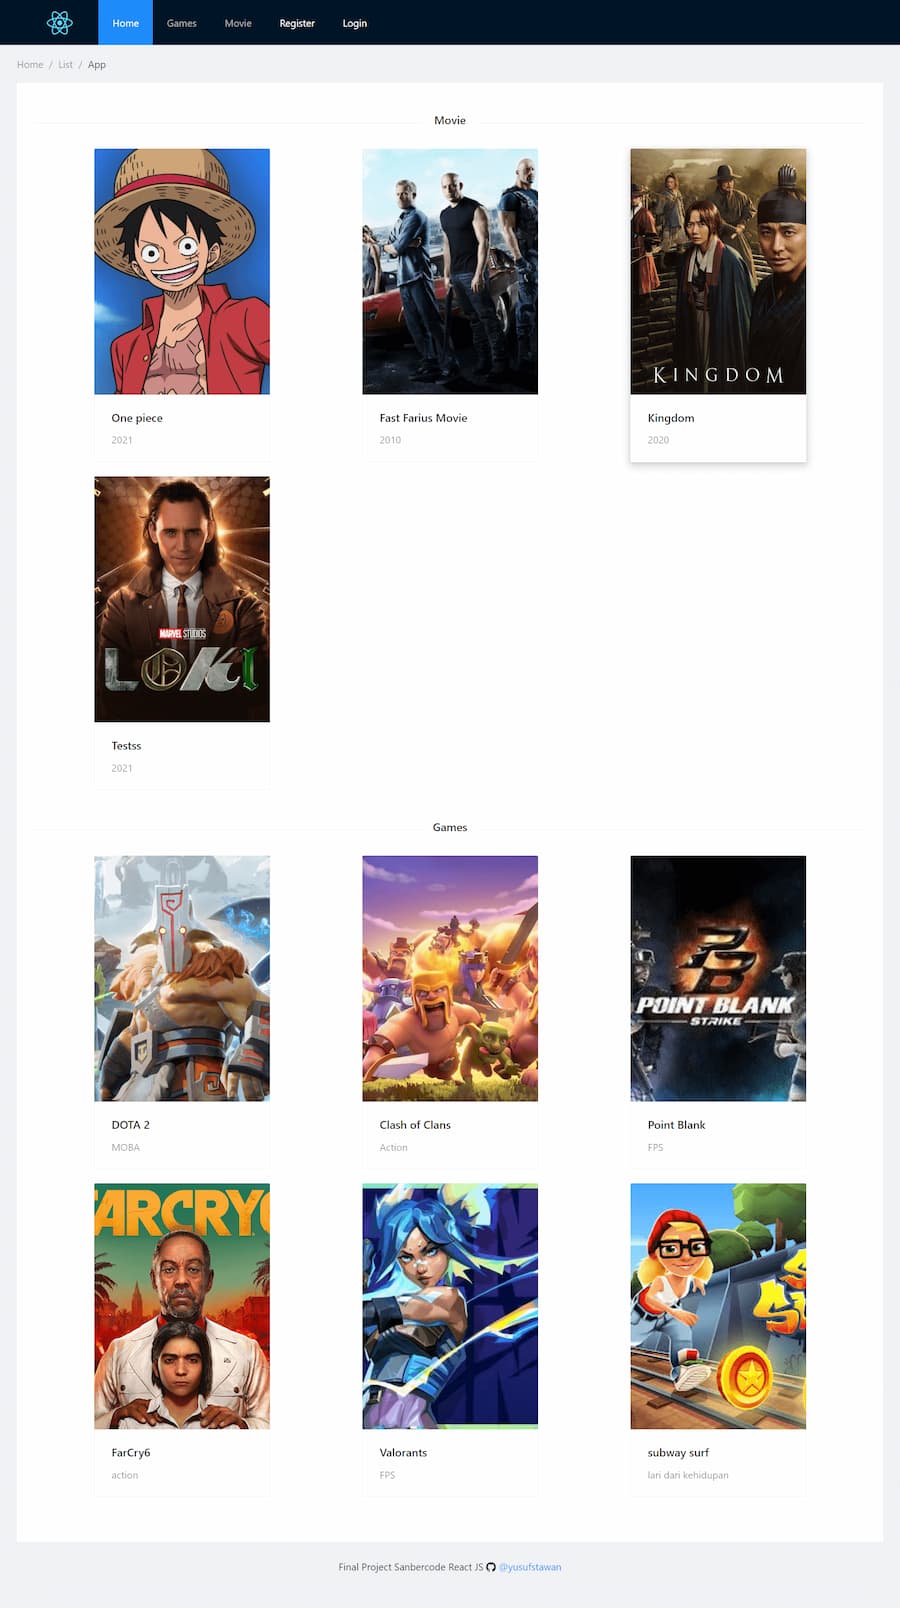 Home Games Movie Register Login
Home / List / App
Movie
KINGDOM
One piece
2021
Fast Farius Movie
2010
Kingdom
2020
MARVEL STUDIOS
LOKI
Testss
2021
Games
POINT BLANK
STRIKE
DOTA 2
MOBA
Clash of Clans
Action
Point Blank
FPS
FARCRY
FarCry6
action
Valorants
FPS
subway surf
lari dari kehidupan
Final Project Sanbercode React JS @yusufstawan